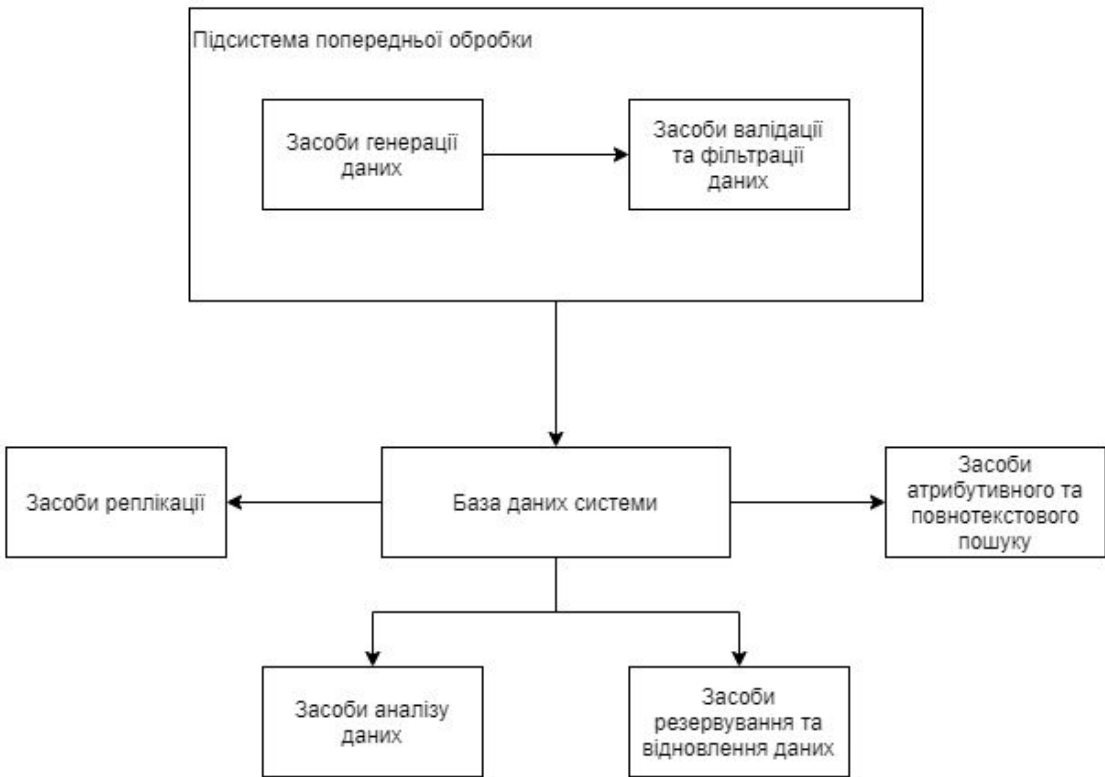 Підсистема попередньої обробки
Засоби генерації
даних
Засоби валідації
та фільтрації
даних
Засоби реплікації
База даних системи
Засоби
атрибутивного та
повнотекстового
пошуку
Засоби аналізу
даних
Засоби
резервування та
відновлення даних